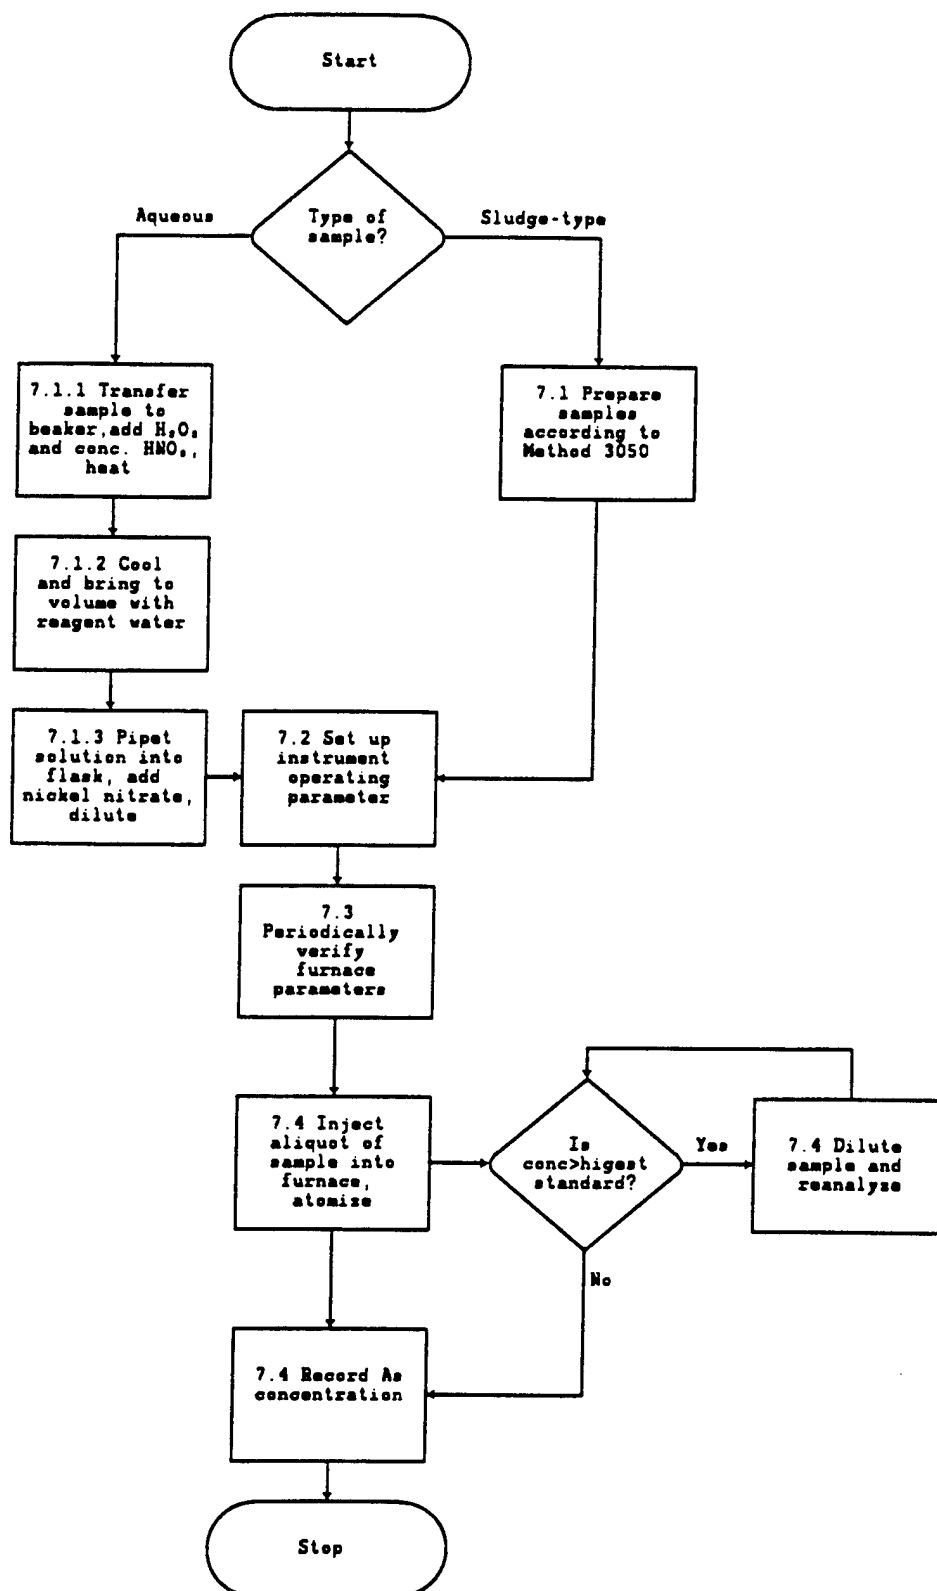 Start
Type of
sample?
Aqueous
Sludge-type
7.1.1 Transfer
sample to
beaker, add H₂O₂
and conc. HNO₃,
heat
7.1 Prepare
samples
according to
Method 3050
7.1.2 Cool
and bring to
volume with
reagent water
7.1.3 Pipet
solution into
flask, add
nickel nitrate,
dilute
7.2 Set up
instrument
operating
parameter
7.3
Periodically
verify
furnace
parameters
7.4 Inject
aliquot of
sample into
furnace,
atomize
Is
conc>higest
standard?
Yes
7.4 Dilute
sample and
reanalyze
No
7.4 Record As
concentration
Stop